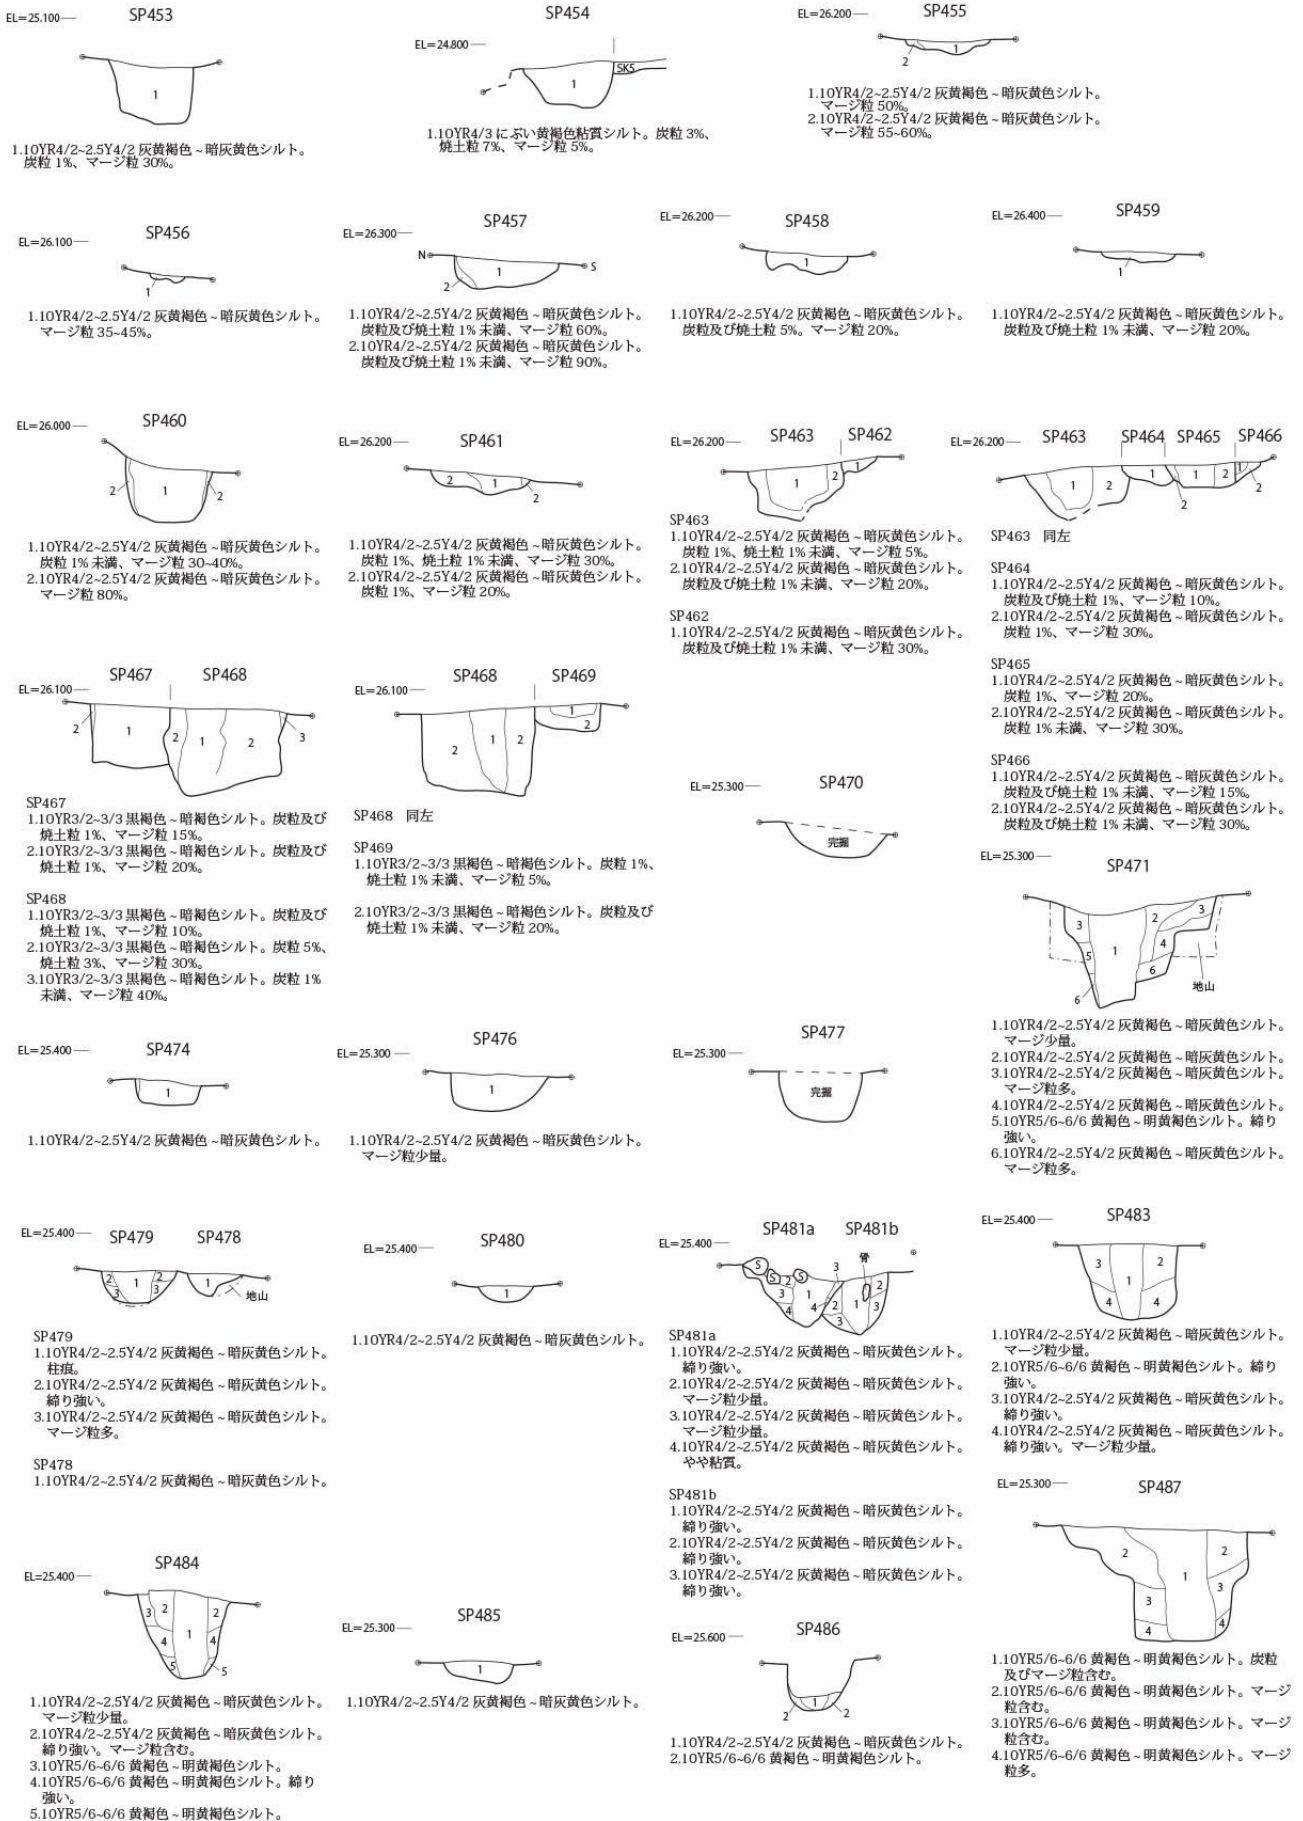 EL=25.100
SP453
1
1.10YR4/2~2.5Y4/2 灰黄褐色 ~ 暗灰黄色シルト。
炭粒 1%、マージ粒 30%。
EL=24.800
SP454
SK5
1
1.10YR4/3 にぶい黄褐色粘質シルト。炭粒 3%、
焼土粒 7%、マージ粒 5%。
EL=26.200
SP455
1
2
1.10YR4/2~2.5Y4/2 灰黄褐色 ~ 暗灰黄色シルト。
マージ粒 50%。
2.10YR4/2~2.5Y4/2 灰黄褐色 ~ 暗灰黄色シルト。
マージ粒 55~60%。
EL=26.100
SP456
1
1.10YR4/2~2.5Y4/2 灰黄褐色 ~ 暗灰黄色シルト。
マージ粒 35~45%。
EL=26.300
SP457
N
S
1
2
1.10YR4/2~2.5Y4/2 灰黄褐色 ~ 暗灰黄色シルト。
炭粒及び焼土粒 1% 未満、マージ粒 60%。
2.10YR4/2~2.5Y4/2 灰黄褐色 ~ 暗灰黄色シルト。
炭粒及び焼土粒 1% 未満、マージ粒 90%。
EL=26.200
SP458
1
1.10YR4/2~2.5Y4/2 灰黄褐色 ~ 暗灰黄色シルト。
炭粒及び焼土粒 5%。マージ粒 20%。
EL=26.400
SP459
1
1.10YR4/2~2.5Y4/2 灰黄褐色 ~ 暗灰黄色シルト。
炭粒及び焼土粒 1% 未満、マージ粒 20%。
EL=26.000
SP460
2 1 2
1.10YR4/2~2.5Y4/2 灰黄褐色 ~ 暗灰黄色シルト。
炭粒 1% 未満、マージ粒 30~40%。
2.10YR4/2~2.5Y4/2 灰黄褐色 ~ 暗灰黄色シルト。
マージ粒 80%。
EL=26.200
SP461
2 1 2
1.10YR4/2~2.5Y4/2 灰黄褐色 ~ 暗灰黄色シルト。
炭粒 1%、焼土粒 1% 未満、マージ粒 30%。
2.10YR4/2~2.5Y4/2 灰黄褐色 ~ 暗灰黄色シルト。
炭粒 1%、マージ粒 20%。
EL=26.200
SP463 SP462
1 2 1
SP463
1.10YR4/2~2.5Y4/2 灰黄褐色 ~ 暗灰黄色シルト。
炭粒 1%、焼土粒 1% 未満、マージ粒 5%。
2.10YR4/2~2.5Y4/2 灰黄褐色 ~ 暗灰黄色シルト。
炭粒及び焼土粒 1% 未満、マージ粒 20%。
SP462
1.10YR4/2~2.5Y4/2 灰黄褐色 ~ 暗灰黄色シルト。
炭粒及び焼土粒 1% 未満、マージ粒 30%。
EL=26.200
SP463 SP464 SP465 SP466
1 2 1 1 2 1
2 2
SP463 同左
SP464
1.10YR4/2~2.5Y4/2 灰黄褐色 ~ 暗灰黄色シルト。
炭粒及び焼土粒 1%、マージ粒 10%。
2.10YR4/2~2.5Y4/2 灰黄褐色 ~ 暗灰黄色シルト。
炭粒 1%、マージ粒 30%。
SP465
1.10YR4/2~2.5Y4/2 灰黄褐色 ~ 暗灰黄色シルト。
炭粒 1%、マージ粒 20%。
2.10YR4/2~2.5Y4/2 灰黄褐色 ~ 暗灰黄色シルト。
炭粒 1% 未満、マージ粒 30%。
SP466
1.10YR4/2~2.5Y4/2 灰黄褐色 ~ 暗灰黄色シルト。
炭粒及び焼土粒 1% 未満、マージ粒 15%。
2.10YR4/2~2.5Y4/2 灰黄褐色 ~ 暗灰黄色シルト。
炭粒及び焼土粒 1% 未満、マージ粒 30%。
EL=26.100
SP467 SP468
2 1 2 1 2 3
SP467
1.10YR3/2~3/3 黒褐色 ~ 暗褐色シルト。炭粒及び
焼土粒 1%、マージ粒 15%。
2.10YR3/2~3/3 黒褐色 ~ 暗褐色シルト。炭粒及び
焼土粒 1%、マージ粒 20%。
SP468
1.10YR3/2~3/3 黒褐色 ~ 暗褐色シルト。炭粒及び
焼土粒 1%、マージ粒 10%。
2.10YR3/2~3/3 黒褐色 ~ 暗褐色シルト。炭粒 5%、
焼土粒 3%、マージ粒 30%。
3.10YR3/2~3/3 黒褐色 ~ 暗褐色シルト。炭粒 1%
未満、マージ粒 40%。
EL=26.100
SP468 SP469
2 1 2 1
2
SP468 同左
SP469
1.10YR3/2~3/3 黒褐色 ~ 暗褐色シルト。炭粒 1%、
焼土粒 1% 未満、マージ粒 5%。
2.10YR3/2~3/3 黒褐色 ~ 暗褐色シルト。炭粒及び
焼土粒 1% 未満、マージ粒 20%。
EL=25.300
SP470
完掘
EL=25.300
SP471
3 1 2 3
5 4
6 6
地山
1.10YR4/2~2.5Y4/2 灰黄褐色 ~ 暗灰黄色シルト。
マージ少量。
2.10YR4/2~2.5Y4/2 灰黄褐色 ~ 暗灰黄色シルト。
3.10YR4/2~2.5Y4/2 灰黄褐色 ~ 暗灰黄色シルト。
マージ粒多。
4.10YR4/2~2.5Y4/2 灰黄褐色 ~ 暗灰黄色シルト。
5.10YR5/6~6/6 黄褐色 ~ 明黄褐色シルト。締り
強い。
6.10YR4/2~2.5Y4/2 灰黄褐色 ~ 暗灰黄色シルト。
マージ粒多。
EL=25.400
SP474
1
1.10YR4/2~2.5Y4/2 灰黄褐色 ~ 暗灰黄色シルト。
EL=25.300
SP476
1
1.10YR4/2~2.5Y4/2 灰黄褐色 ~ 暗灰黄色シルト。
マージ粒少量。
EL=25.300
SP477
完掘
EL=25.400
SP479 SP478
2 1 2 1
3 3
地山
SP479
1.10YR4/2~2.5Y4/2 灰黄褐色 ~ 暗灰黄色シルト。
柱痕。
2.10YR4/2~2.5Y4/2 灰黄褐色 ~ 暗灰黄色シルト。
締り強い。
3.10YR4/2~2.5Y4/2 灰黄褐色 ~ 暗灰黄色シルト。
マージ粒多。
SP478
1.10YR4/2~2.5Y4/2 灰黄褐色 ~ 暗灰黄色シルト。
EL=25.400
SP480
1
1.10YR4/2~2.5Y4/2 灰黄褐色 ~ 暗灰黄色シルト。
EL=25.400
SP481a SP481b
骨
S S 2 S 3 2
3 1 2 1 3
4 4 3
SP481a
1.10YR4/2~2.5Y4/2 灰黄褐色 ~ 暗灰黄色シルト。
締り強い。
2.10YR4/2~2.5Y4/2 灰黄褐色 ~ 暗灰黄色シルト。
マージ粒少量。
3.10YR4/2~2.5Y4/2 灰黄褐色 ~ 暗灰黄色シルト。
マージ粒少量。
4.10YR4/2~2.5Y4/2 灰黄褐色 ~ 暗灰黄色シルト。
やや粘質。
SP481b
1.10YR4/2~2.5Y4/2 灰黄褐色 ~ 暗灰黄色シルト。
締り強い。
2.10YR4/2~2.5Y4/2 灰黄褐色 ~ 暗灰黄色シルト。
締り強い。
3.10YR4/2~2.5Y4/2 灰黄褐色 ~ 暗灰黄色シルト。
締り強い。
EL=25.400
SP483
3 1 2
4 4
1.10YR4/2~2.5Y4/2 灰黄褐色 ~ 暗灰黄色シルト。
マージ粒少量。
2.10YR5/6~6/6 黄褐色 ~ 明黄褐色シルト。締り
強い。
3.10YR4/2~2.5Y4/2 灰黄褐色 ~ 暗灰黄色シルト。
締り強い。
4.10YR4/2~2.5Y4/2 灰黄褐色 ~ 暗灰黄色シルト。
締り強い。マージ粒少量。
EL=25.400
SP484
3 2 1 2
4 4
5 5
1.10YR4/2~2.5Y4/2 灰黄褐色 ~ 暗灰黄色シルト。
マージ粒少量。
2.10YR4/2~2.5Y4/2 灰黄褐色 ~ 暗灰黄色シルト。
締り強い。マージ粒含む。
3.10YR5/6~6/6 黄褐色 ~ 明黄褐色シルト。
4.10YR5/6~6/6 黄褐色 ~ 明黄褐色シルト。締り
強い。
5.10YR5/6~6/6 黄褐色 ~ 明黄褐色シルト。
EL=25.300
SP485
1
1.10YR4/2~2.5Y4/2 灰黄褐色 ~ 暗灰黄色シルト。
EL=25.600
SP486
1
2 2
1.10YR4/2~2.5Y4/2 灰黄褐色 ~ 暗灰黄色シルト。
2.10YR5/6~6/6 黄褐色 ~ 明黄褐色シルト。
EL=25.300
SP487
2 1 2
3 3
4 4
1.10YR5/6~6/6 黄褐色 ~ 明黄褐色シルト。炭粒
及びマージ粒含む。
2.10YR5/6~6/6 黄褐色 ~ 明黄褐色シルト。マージ
粒含む。
3.10YR5/6~6/6 黄褐色 ~ 明黄褐色シルト。マージ
粒含む。
4.10YR5/6~6/6 黄褐色 ~ 明黄褐色シルト。マージ
粒多。